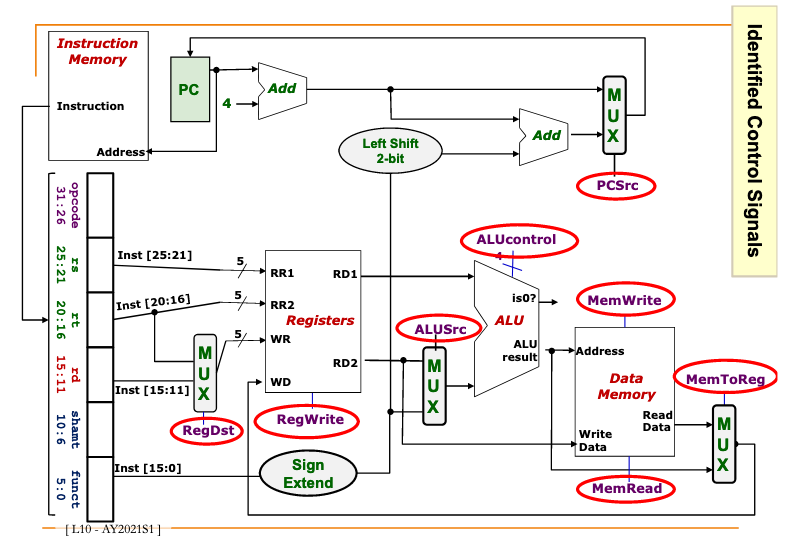 Identified Control Signals
Instruction
Memory
Instruction
Address
PC
4
Add
Left Shift
2-bit
Add
MUX
PCSrc
opcode
31:26
rs
25:21
rt
20:16
rd
15:11
shamt
10:6
funct
5:0
Inst [25:21]
Inst [20:16]
Inst [15:11]
Inst [15:0]
5
5
5
MUX
RegDst
RR1
RR2
WR
WD
Registers
RD1
RD2
RegWrite
Sign
Extend
ALUSrc
MUX
ALUcontrol
4
ALU
is0?
ALU
result
MemWrite
Address
Data
Memory
Read
Data
Write
Data
MemRead
MemToReg
MUX
[ L10 - AY2021S1 ]